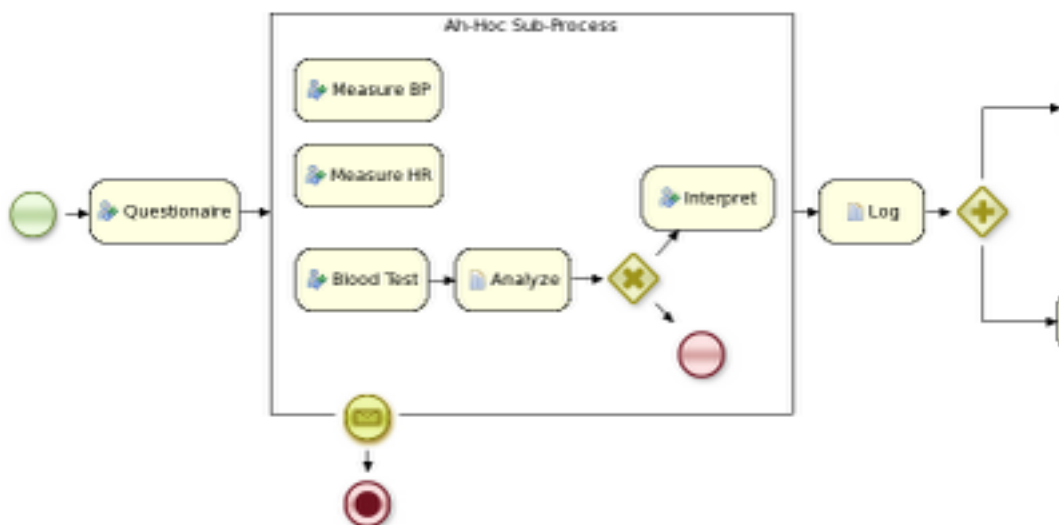 Ah-Hoc Sub-Process
Measure BP
Measure HR
Questionaire
Interpret
Log
Blood Test
Analyze